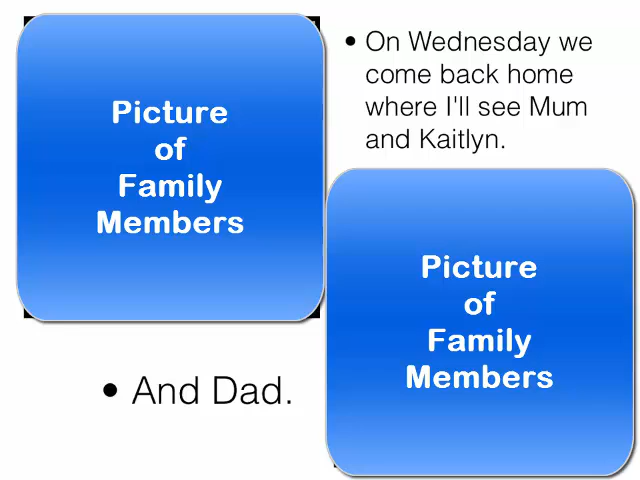 Picture
of
Family
Members
• On Wednesday we
come back home
where I'll see Mum
and Kaitlyn.
Picture
of
Family
Members
• And Dad.